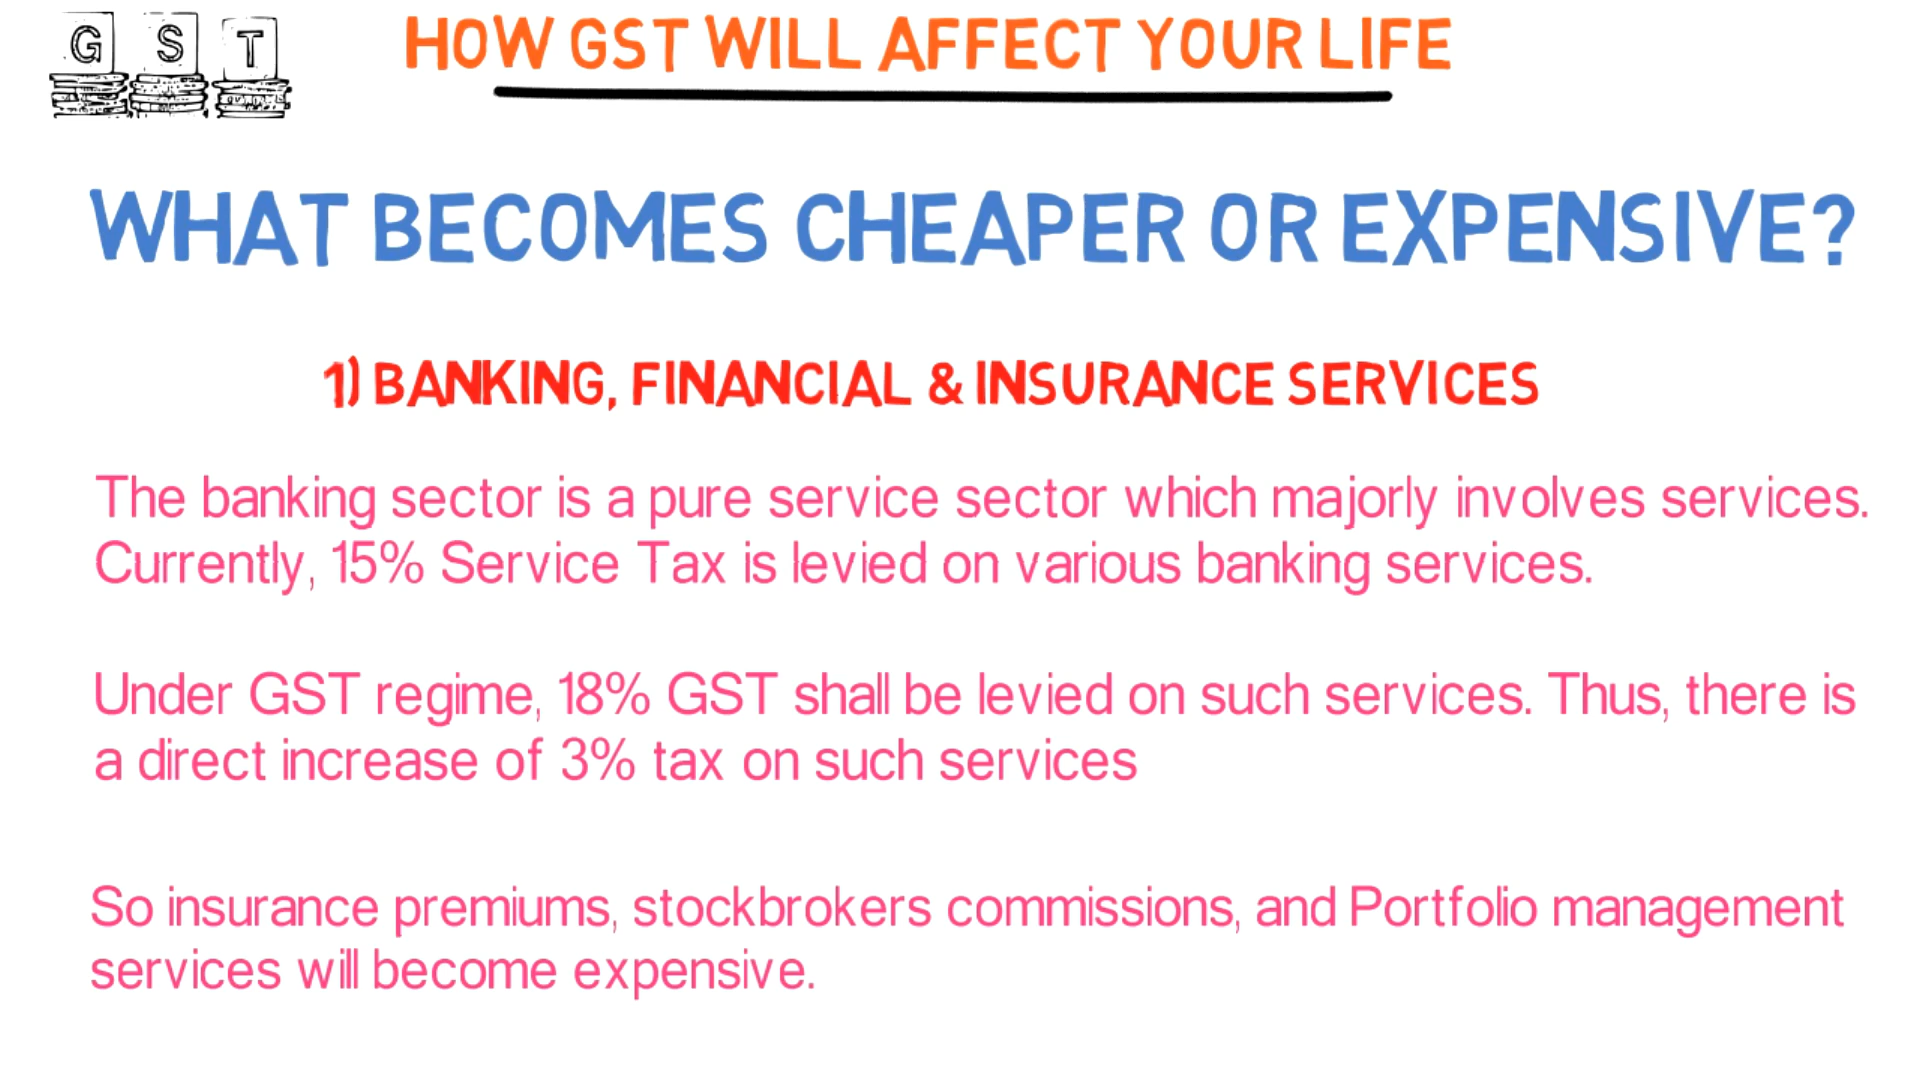 G S T
HOW GST WILL AFFECT YOUR LIFE
WHAT BECOMES CHEAPER OR EXPENSIVE?
1) BANKING, FINANCIAL & INSURANCE SERVICES
The banking sector is a pure service sector which majorly involves services.
Currently, 15% Service Tax is levied on various banking services.
Under GST regime, 18% GST shall be levied on such services. Thus, there is
a direct increase of 3% tax on such services
So insurance premiums, stockbrokers commissions, and Portfolio management
services will become expensive.